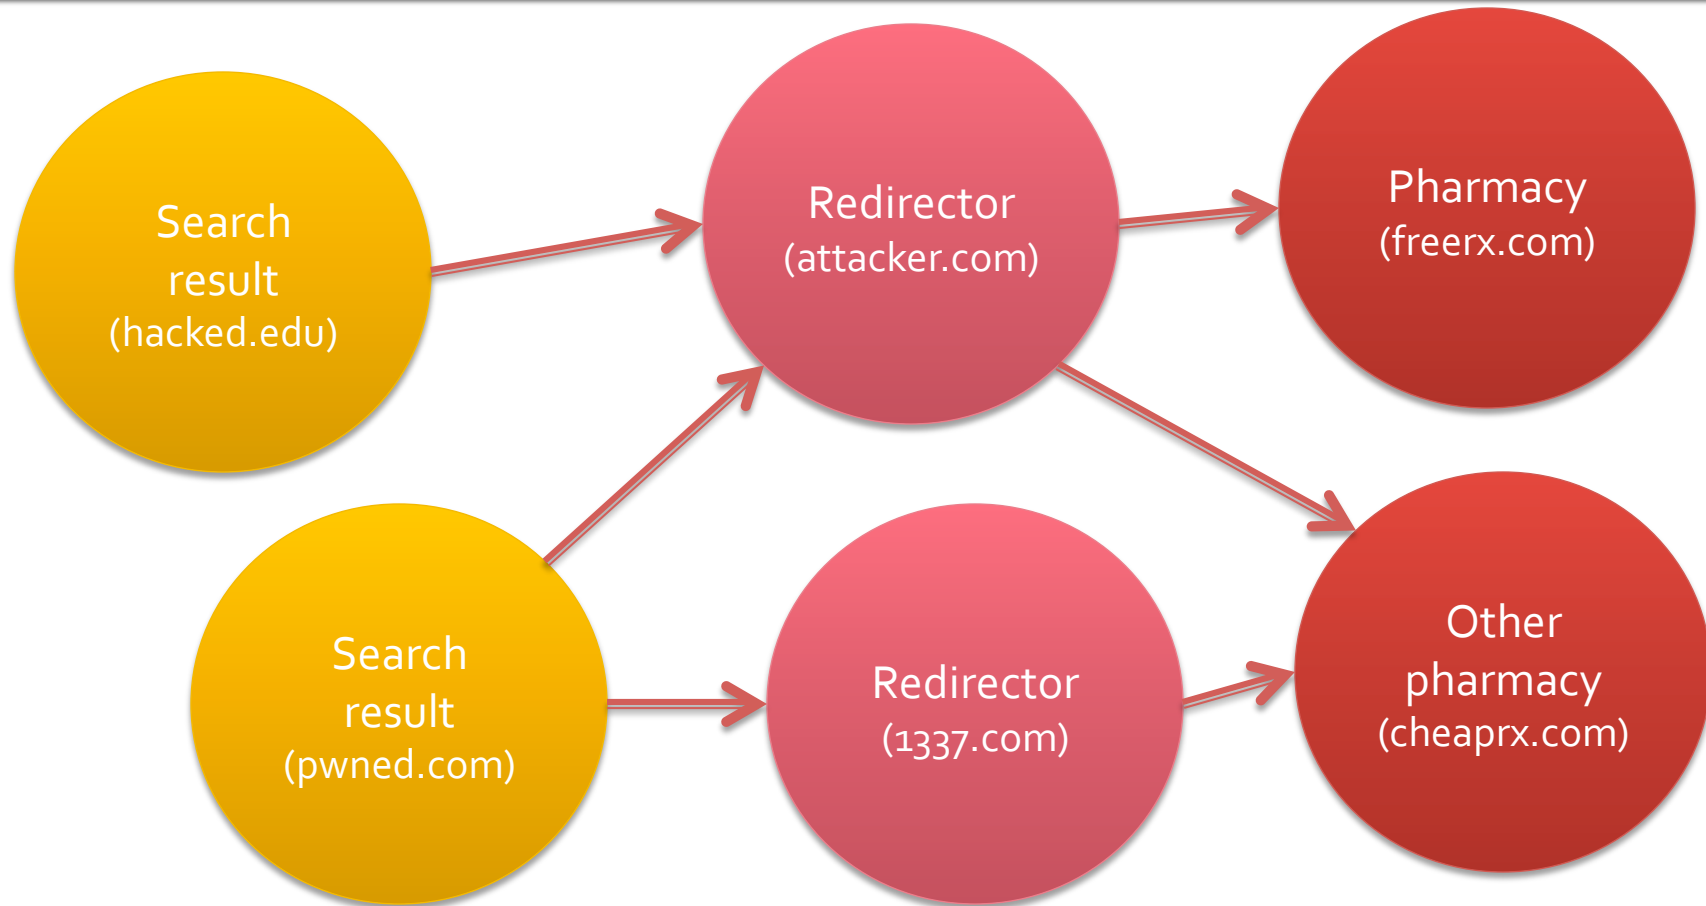 Search
result
(hacked.edu)
Redirector
(attacker.com)
Pharmacy
(freerx.com)
Search
result
(pwned.com)
Redirector
(1337.com)
Other
pharmacy
(cheaprx.com)